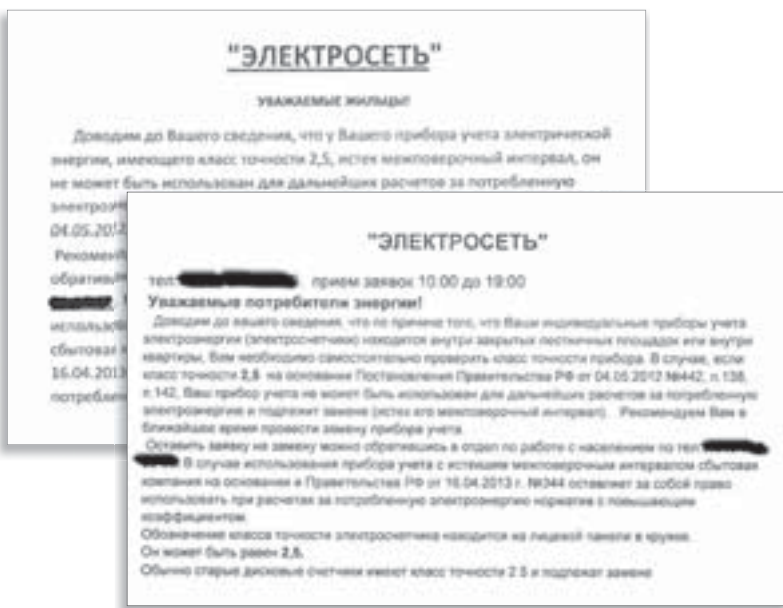 "ЭЛЕКТРОСЕТЬ"
УВАЖАЕМЫЕ ЖИЛЬЦЫ!
Доводим до Вашего сведения, что у Вашего прибора учета электрической
энергии, имеющего класс точности 2,5, истек межповерочный интервал, он
не может быть использован для дальнейших расчетов за потребленную
04.05.201
Рекоменд
обратив
использов
сбытовая
16.04.2013
потреблен
"ЭЛЕКТРОСЕТЬ"
тел: прием заявок 10:00 до 19:00
Уважаемые потребители энергии!
Доводим до вашего сведения, что по причине того, что Ваши индивидуальные приборы учета
электроэнергии (электросчетчики) находятся внутри закрытых лестничных площадок или внутри
квартиры, Вам необходимо самостоятельно проверить класс точности прибора. В случае, если
класс точности 2,5 на основании Постановления Правительства РФ от 04.05.2012 №442, п.138,
п.142, Ваш прибор учета не может быть использован для дальнейших расчетов за потребленную
электроэнергию и подлежит замене (истек его межповерочный интервал). Рекомендуем Вам в
ближайшее время провести замену прибора учета.
Оставить заявку на замену можно обратившись в отдел по работе с населением по тел:
В случае использования прибора учета с истекшим межповерочным интервалом сбытовая
компания на основании и Правительства РФ от 16.04.2013 г. №344 оставляет за собой право
использовать при расчетах за потребленную электроэнергию норматив с повышающим
коэффициентом.
Обозначение класса точности электросчетчика находится на лицевой панели в кружке.
Он может быть равен 2,5.
Обычно старые дисковые счетчики имеют класс точности 2.5 и подлежат замене